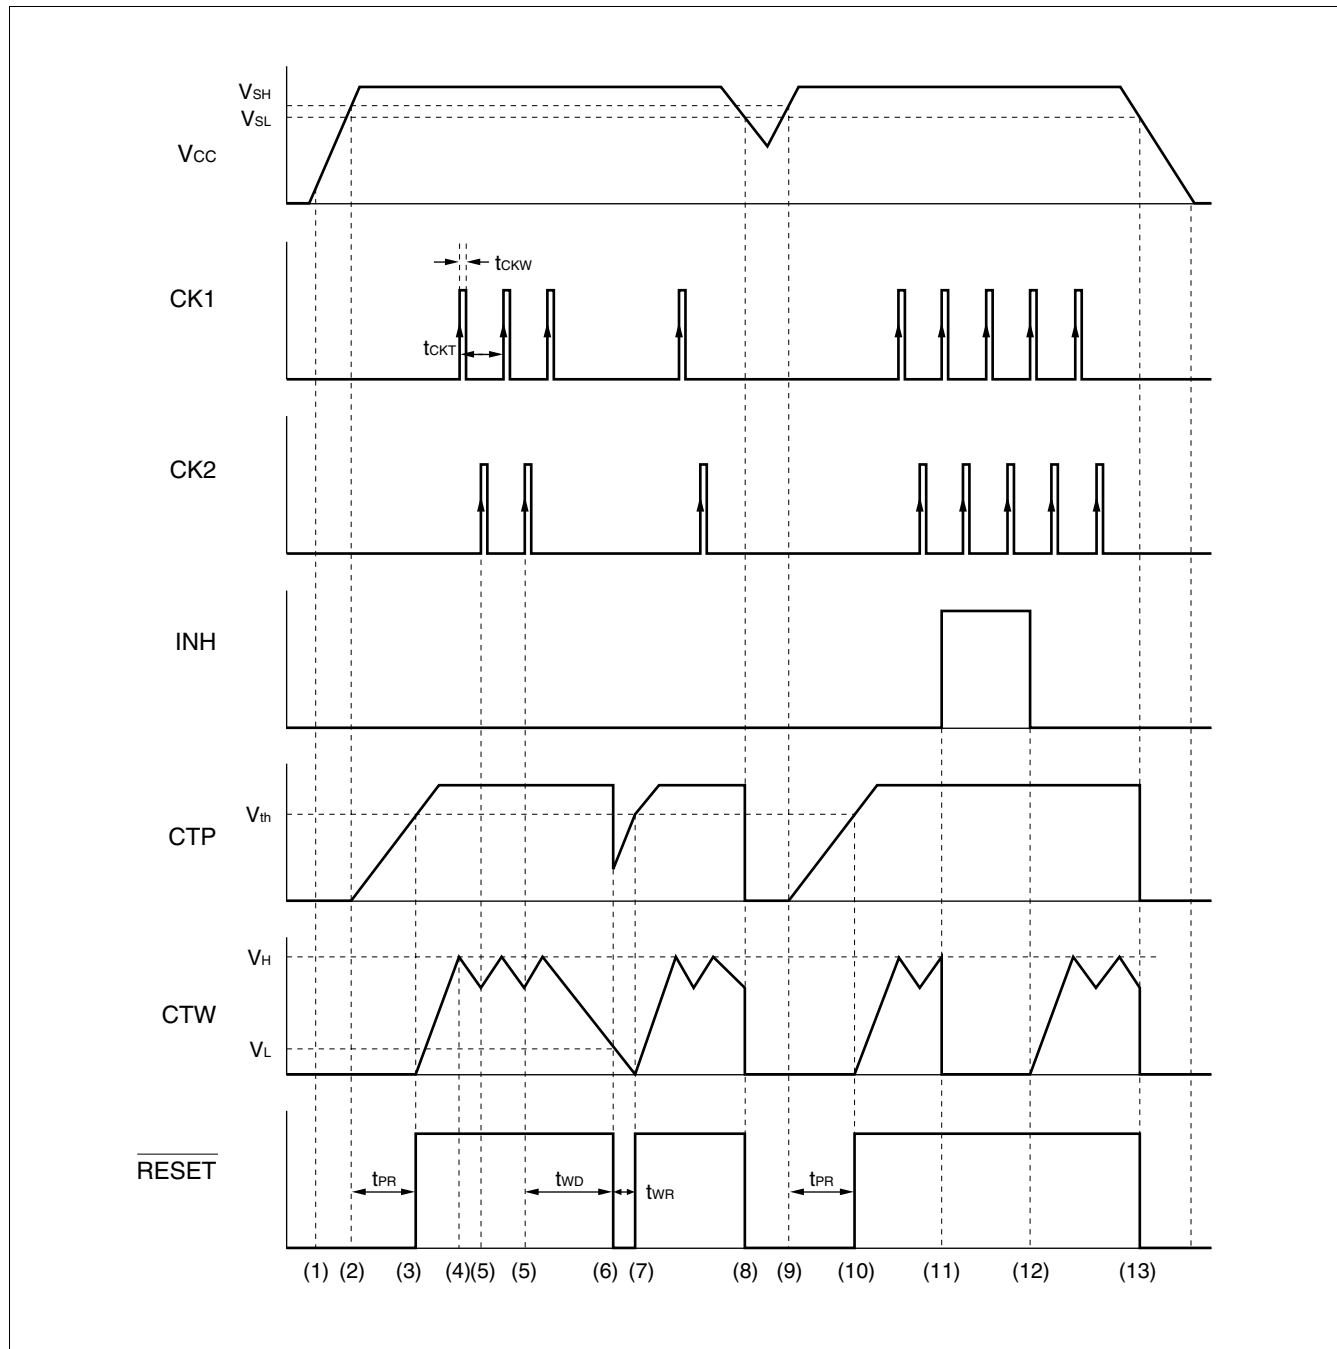 VSH
VSL
VCC
tCKW
CK1
tCKT
CK2
INH
Vth
CTP
VH
CTW
VL
RESET
tPR
tWD
tWR
tPR
(1) (2) (3) (4)(5) (5) (6) (7) (8) (9) (10) (11) (12) (13)